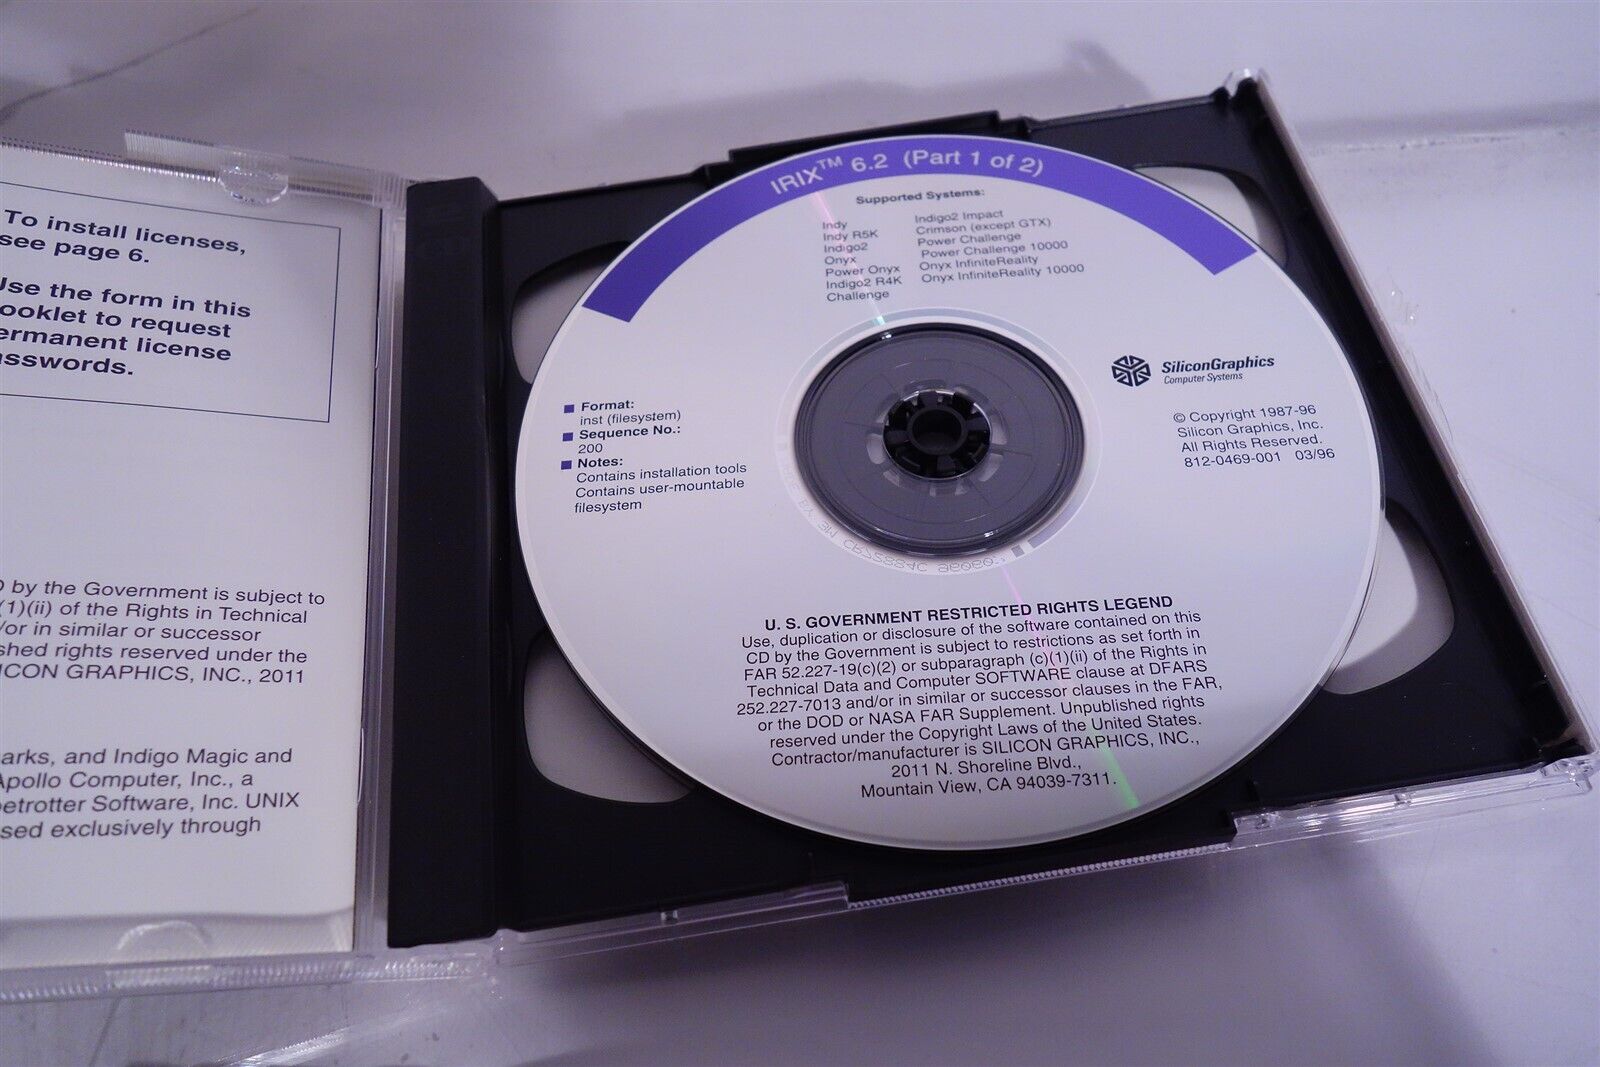 To install licenses,
see page 6.
Use the form in this
booklet to request
permanent license
passwords.
D by the Government is subject to
(1)(ii) of the Rights in Technical
/or in similar or successor
shed rights reserved under the
ICON GRAPHICS, INC., 2011
arks, and Indigo Magic and
Apollo Computer, Inc., a
etrotter Software, Inc. UNIX
sed exclusively through
IRIX™ 6.2 (Part 1 of 2)
Supported Systems:
Indy
Indy R5K
Indigo2
Onyx
Power Onyx
Indigo2 R4K
Challenge
Indigo2 Impact
Crimson (except GTX)
Power Challenge
Power Challenge 10000
Onyx InfiniteReality
Onyx InfiniteReality 10000
Format:
inst (filesystem)
Sequence No.:
200
Notes:
Contains installation tools
Contains user-mountable
filesystem
SiliconGraphics
Computer Systems
© Copyright 1987-96
Silicon Graphics, Inc.
All Rights Reserved.
812-0469-001 03/96
U. S. GOVERNMENT RESTRICTED RIGHTS LEGEND
Use, duplication or disclosure of the software contained on this
CD by the Government is subject to restrictions as set forth in
FAR 52.227-19(c)(2) or subparagraph (c)(1)(ii) of the Rights in
Technical Data and Computer SOFTWARE clause at DFARS
252.227-7013 and/or in similar or successor clauses in the FAR,
or the DOD or NASA FAR Supplement. Unpublished rights
reserved under the Copyright Laws of the United States.
Contractor/manufacturer is SILICON GRAPHICS, INC.,
2011 N. Shoreline Blvd.,
Mountain View, CA 94039-7311.